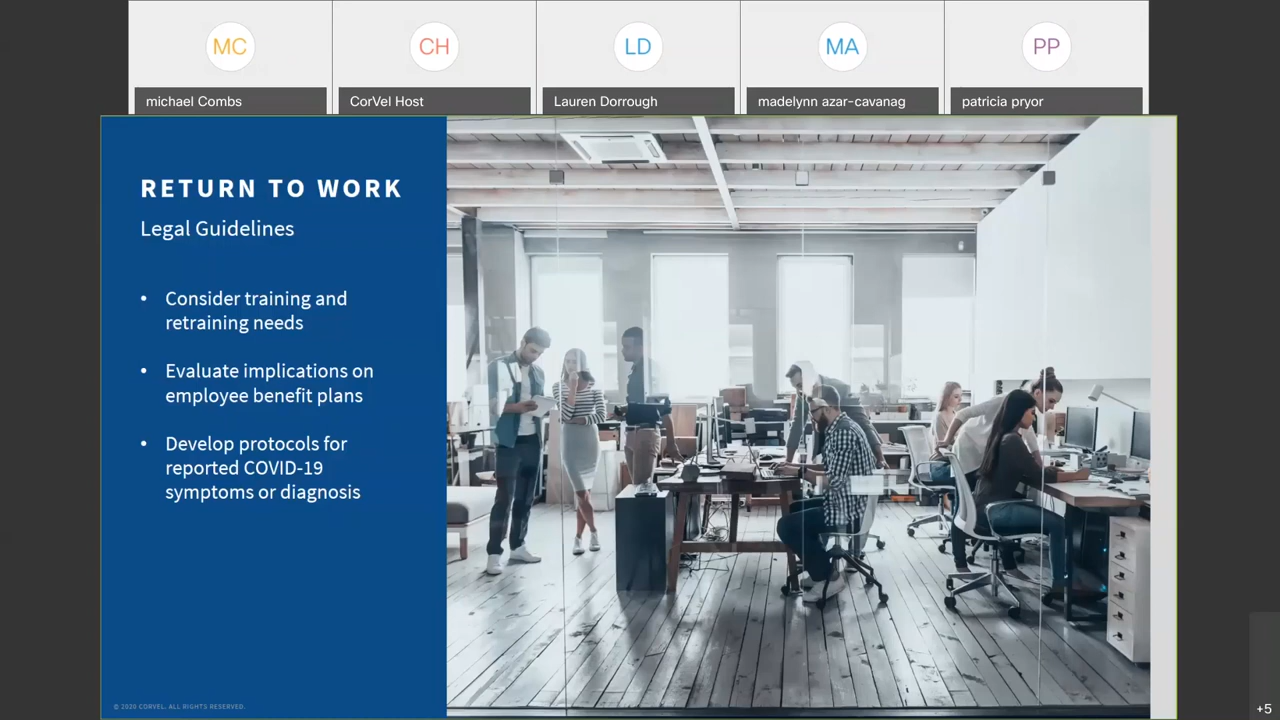 MC
CH
LD
MA
PP
michael Combs
CorVel Host
Lauren Dorrough
madelynn azar-cavanag
patricia pryor
RETURN TO WORK
Legal Guidelines
• Consider training and
retraining needs
• Evaluate implications on
employee benefit plans
• Develop protocols for
reported COVID-19
symptoms or diagnosis
© 2020 CORVEL. ALL RIGHTS RESERVED.
+5